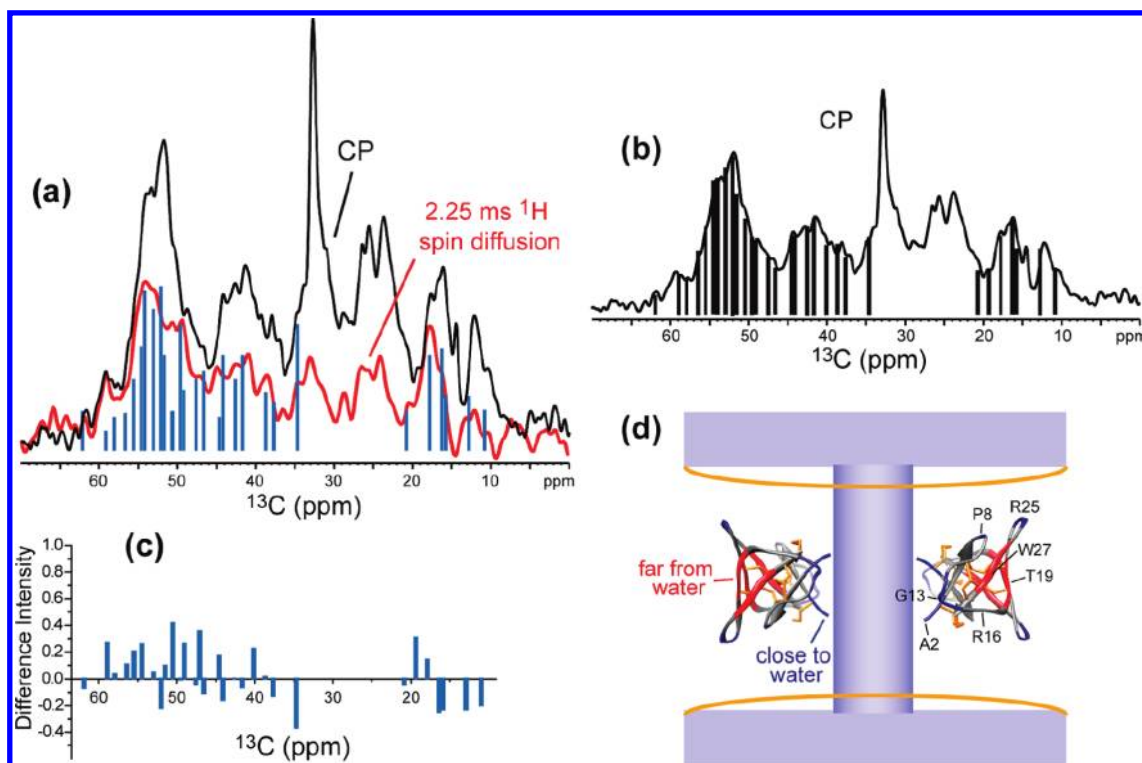 (a)
CP
2.25 ms ¹H
spin diffusion
60 50 40 30 20 10 ppm
¹³C (ppm)
(b)
CP
60 50 40 30 20 10 ppm
¹³C (ppm)
(c)
Difference Intensity
1.0
0.8
0.6
0.4
0.2
0.0
-0.2
-0.4
60 50 40 30 20 10
¹³C (ppm)
(d)
far from
water
close to
water
P8
R25
W27
T19
G13
R16
A2